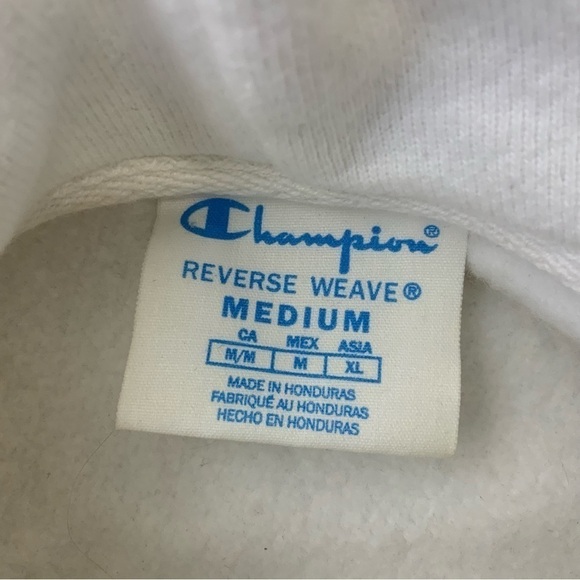 Champion®
REVERSE WEAVE®
MEDIUM
CA MEX ASIA
M/M M XL
MADE IN HONDURAS
FABRIQUÉ AU HONDURAS
HECHO EN HONDURAS